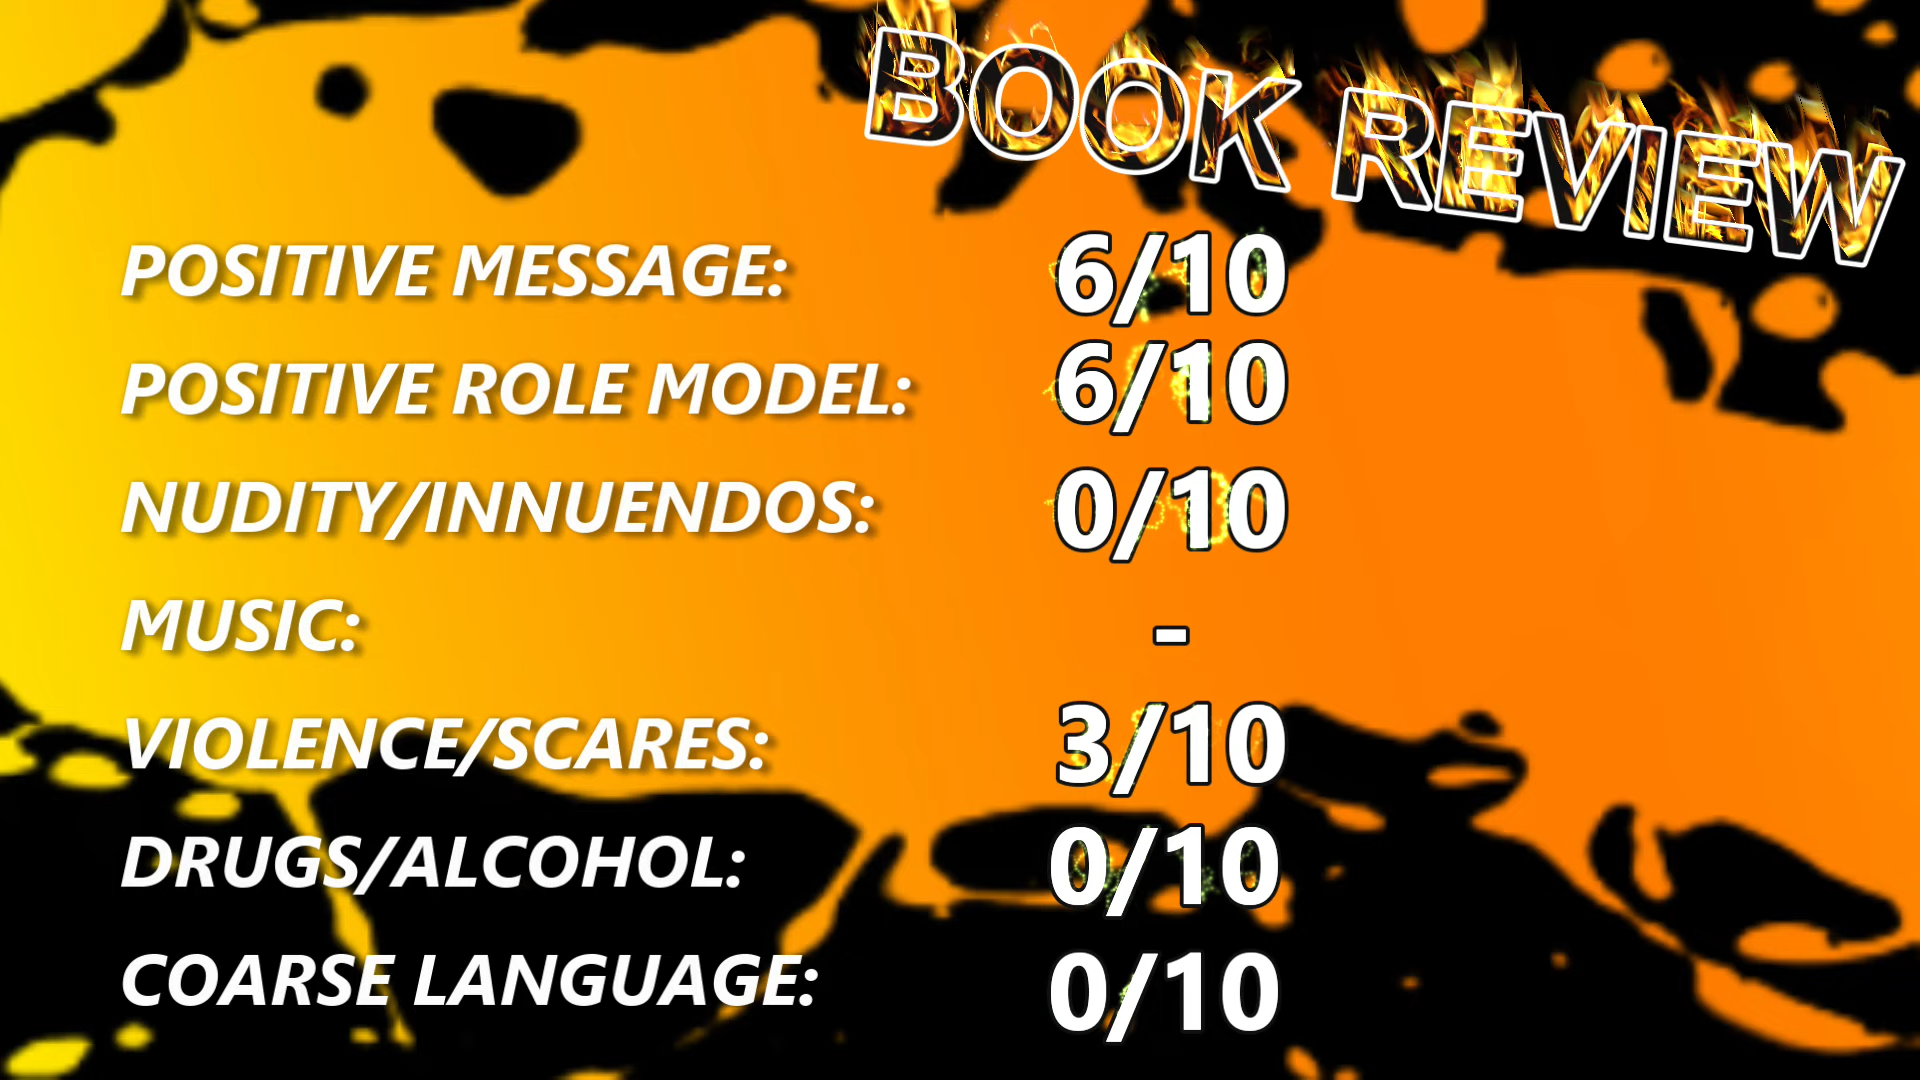 BOOK REVIEW
POSITIVE MESSAGE: 6/10
POSITIVE ROLE MODEL: 6/10
NUDITY/INNUENDOS: 0/10
MUSIC: -
VIOLENCE/SCARES: 3/10
DRUGS/ALCOHOL: 0/10
COARSE LANGUAGE: 0/10